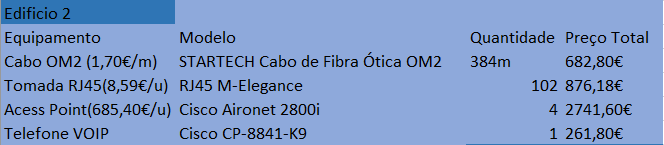 Edificio 2
Equipamento Modelo Quantidade Preço Total
Cabo OM2 (1,70€/m) STARTECH Cabo de Fibra Ótica OM2 384m 682,80€
Tomada RJ45(8,59€/u) RJ45 M-Elegance 102 876,18€
Acess Point(685,40€/u) Cisco Aironet 2800i 4 2741,60€
Telefone VOIP Cisco CP-8841-K9 1 261,80€